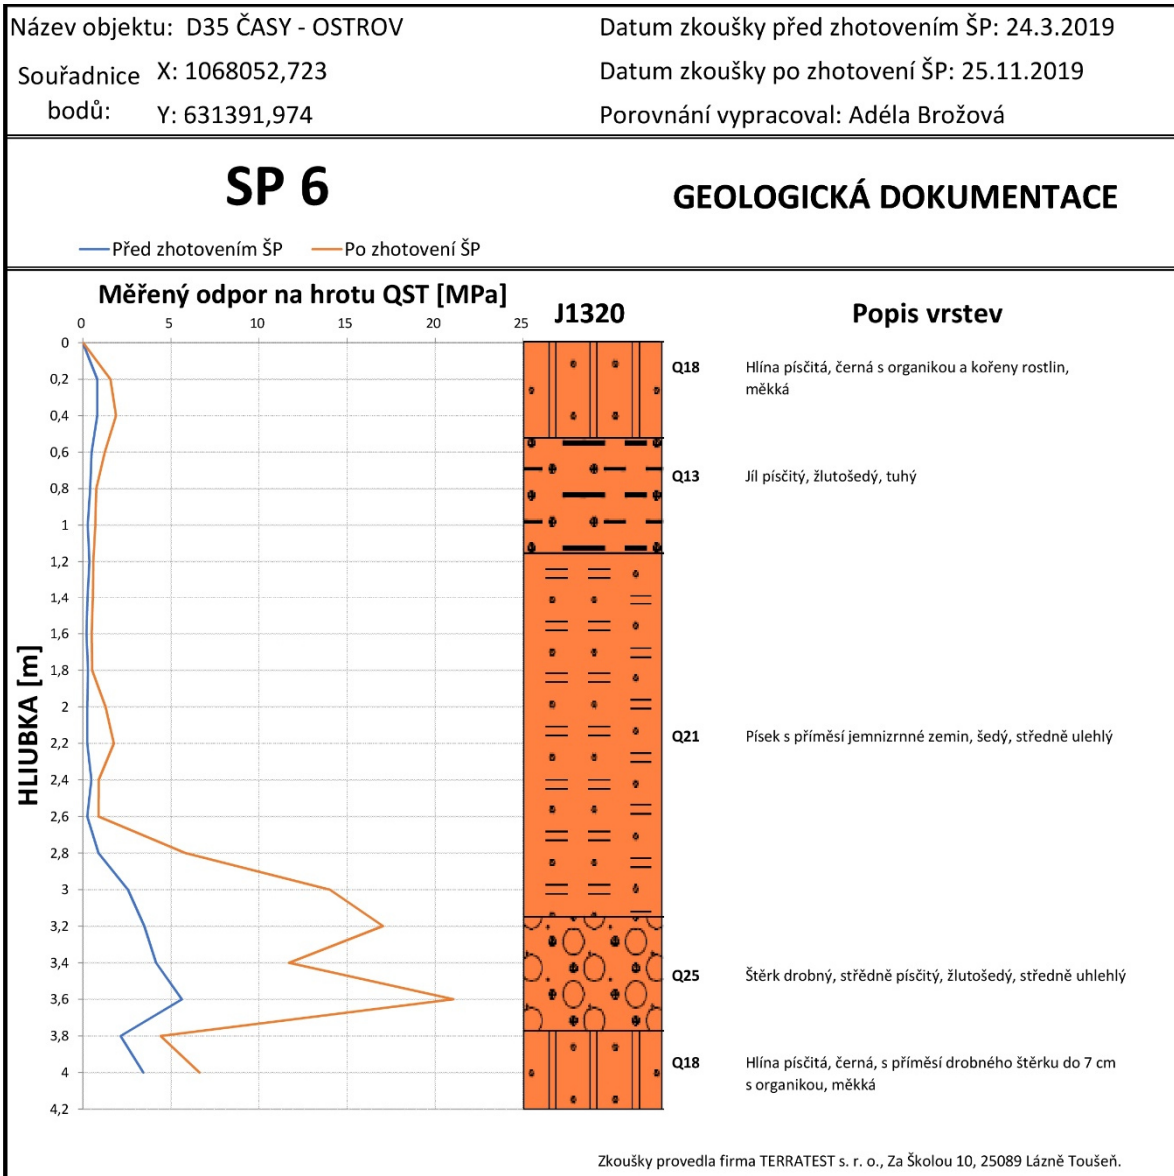 Název objektu: D35 ČASY - OSTROV
Datum zkoušky před zhotovením ŠP: 24.3.2019
Souřadnice bodů:
X: 1068052,723
Datum zkoušky po zhotovení ŠP: 25.11.2019
Y: 631391,974
Porovnání vypracoval: Adéla Brožová
SP 6
GEOLOGICKÁ DOKUMENTACE
Před zhotovením ŠP
Po zhotovení ŠP
Měřený odpor na hrotu QST [MPa]
J1320
Popis vrstev
0 5 10 15 20 25
HLIUBKA [m]
0
0,2
0,4
0,6
0,8
1
1,2
1,4
1,6
1,8
2
2,2
2,4
2,6
2,8
3
3,2
3,4
3,6
3,8
4
4,2
Q18
Hlína písčitá, černá s organikou a kořeny rostlin,
měkká
Q13
Jíl písčitý, žlutošedý, tuhý
Q21
Písek s příměsí jemnizrnné zemin, šedý, středně ulehlý
Q25
Štěrk drobný, střědně písčitý, žlutošedý, středně uhlehlý
Q18
Hlína písčitá, černá, s příměsí drobného štěrku do 7 cm
s organikou, měkká
Zkoušky provedla firma TERRATEST s. r. o., Za Školou 10, 25089 Lázně Toušeň.